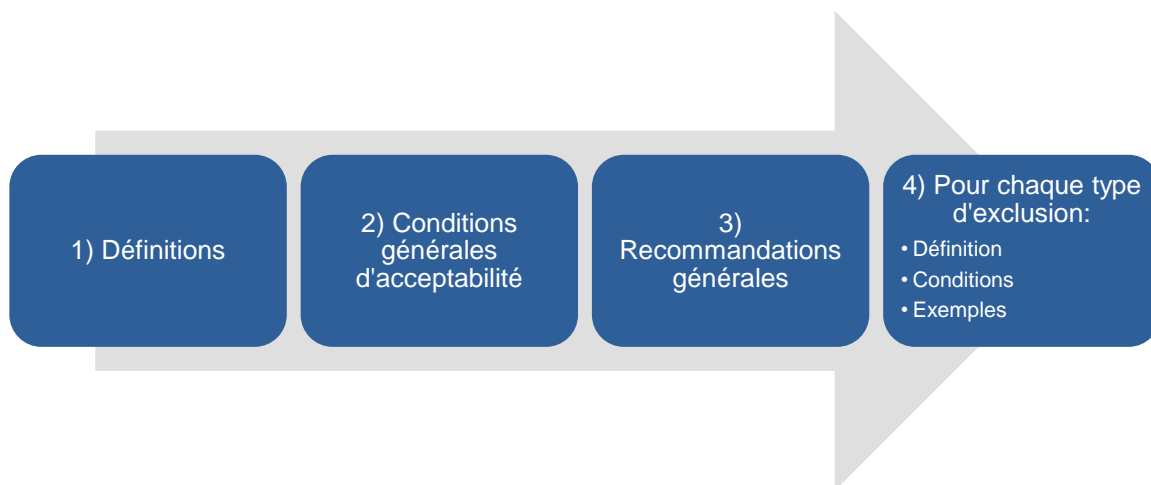 1) Définitions
2) Conditions
générales
d'acceptabilité
3)
Recommandations
générales
4) Pour chaque type
d'exclusion:
• Définition
• Conditions
• Exemples